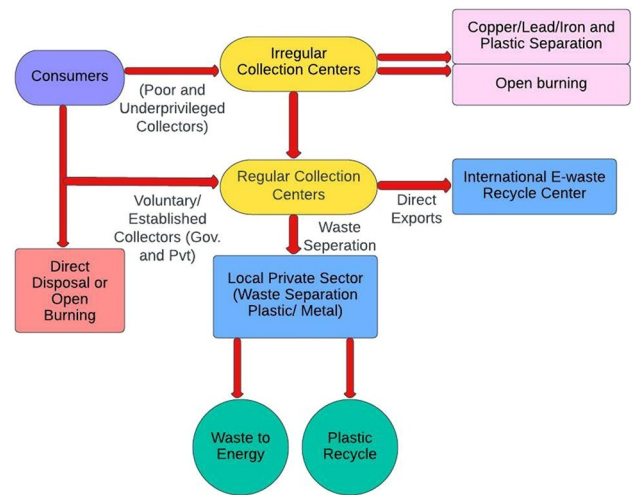 Copper/Lead/Iron and
Plastic Separation
Irregular
Collection Centers
Consumers
Open burning
(Poor and
Underprivileged
Collectors)
Regular Collection
Centers
International E-waste
Recycle Center
Voluntary/
Established
Collectors (Gov.
and Pvt)
Direct
Exports
Waste
Seperation
Direct
Disposal or
Open
Burning
Local Private Sector
(Waste Separation
Plastic/ Metal)
Waste to
Energy
Plastic
Recycle